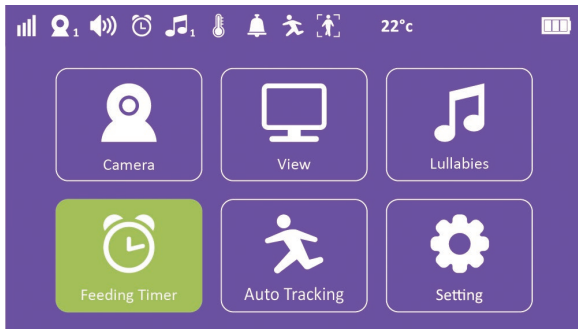 1 1 22°c
Camera View Lullabies
Feeding Timer Auto Tracking Setting